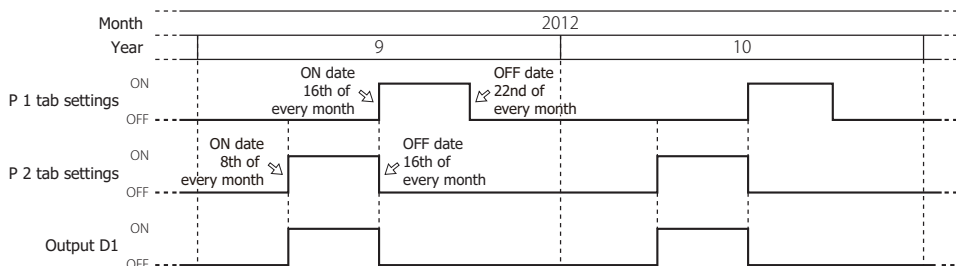 Month
2012
Year
9
10
P 1 tab settings
ON
OFF
ON date
16th of
every month
OFF date
22nd of
every month
P 2 tab settings
ON
OFF
ON date
8th of
every month
OFF date
16th of
every month
Output D1
ON
OFF